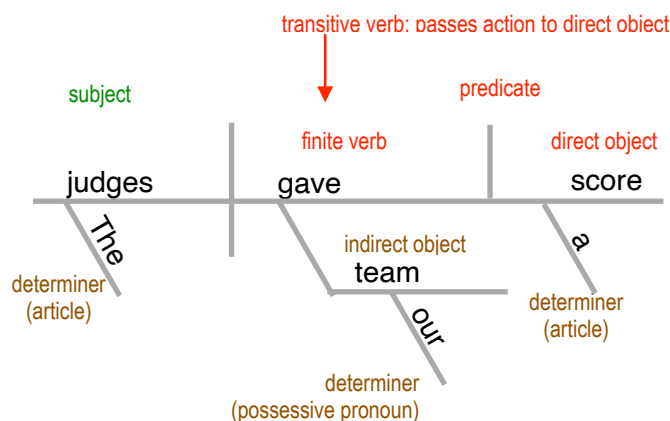 transitive verb: passes action to direct object
subject
predicate
finite verb
direct object
judges
gave
score
The
a
indirect object
team
determiner
(article)
our
determiner
(article)
determiner
(possessive pronoun)